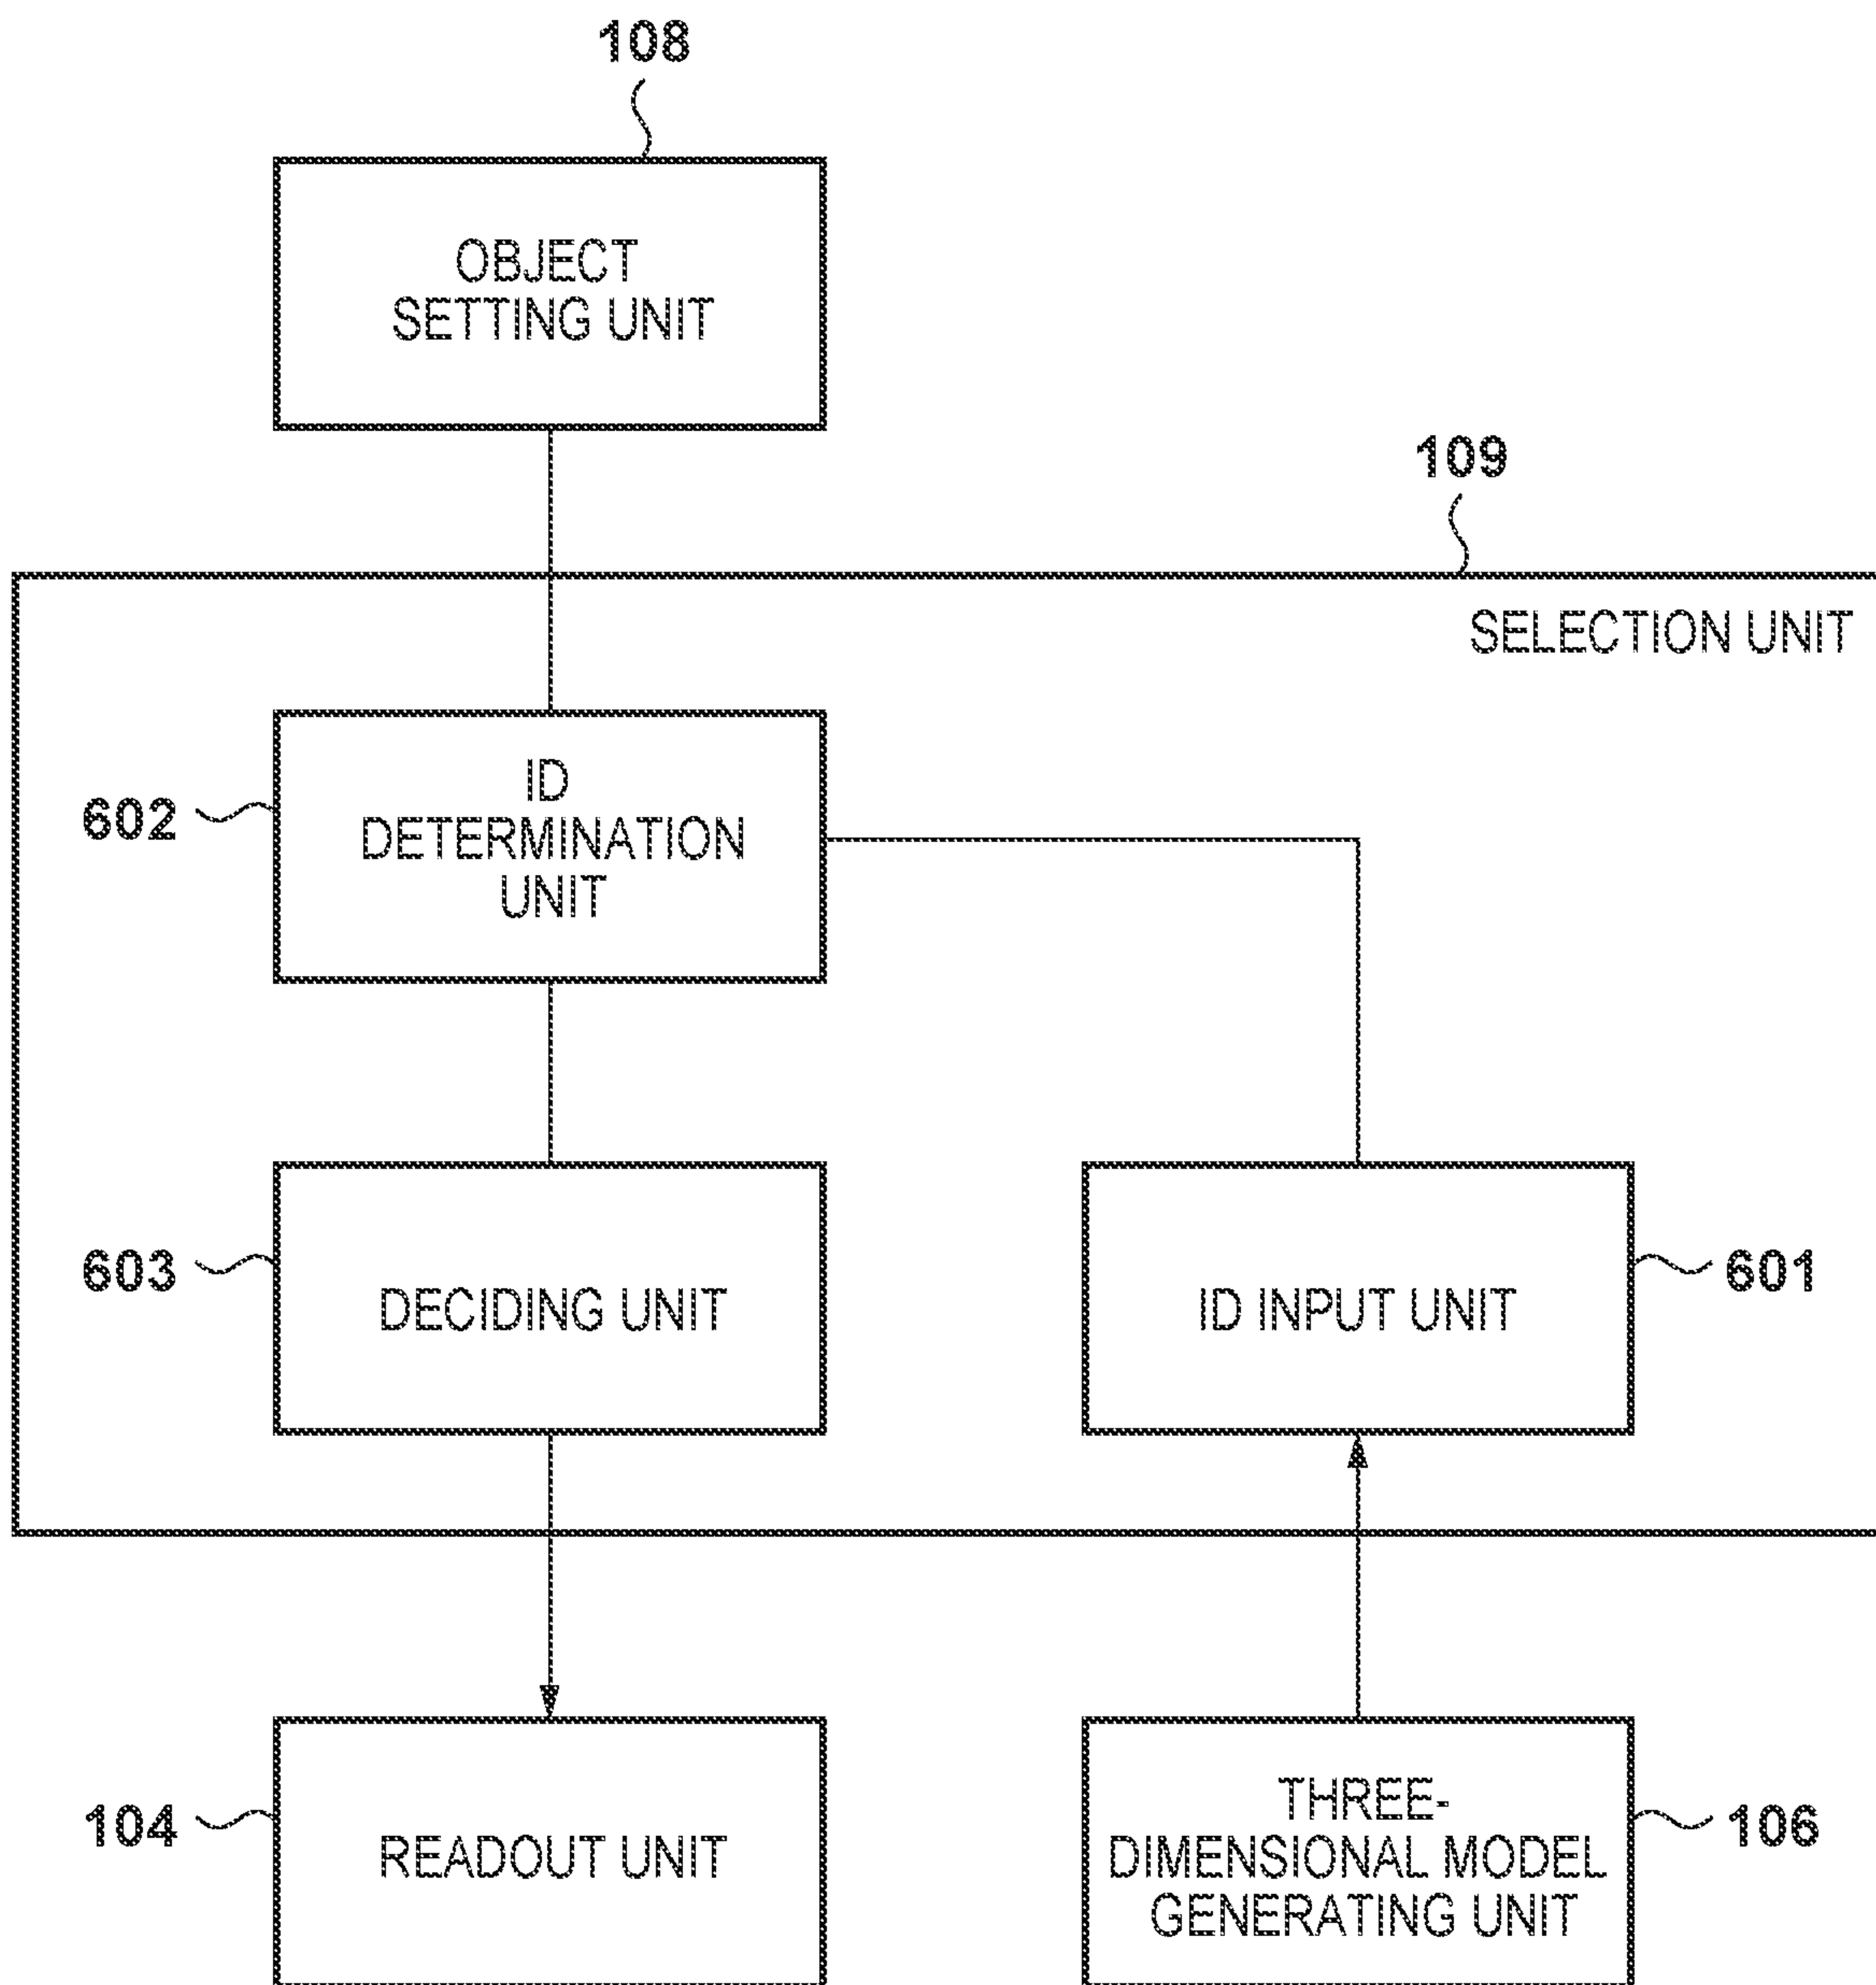 108
OBJECT
SETTING UNIT
109
SELECTION UNIT
602
ID
DETERMINATION
UNIT
603
DECIDING UNIT
ID INPUT UNIT
601
104
READOUT UNIT
THREE-
DIMENSIONAL MODEL
GENERATING UNIT
106